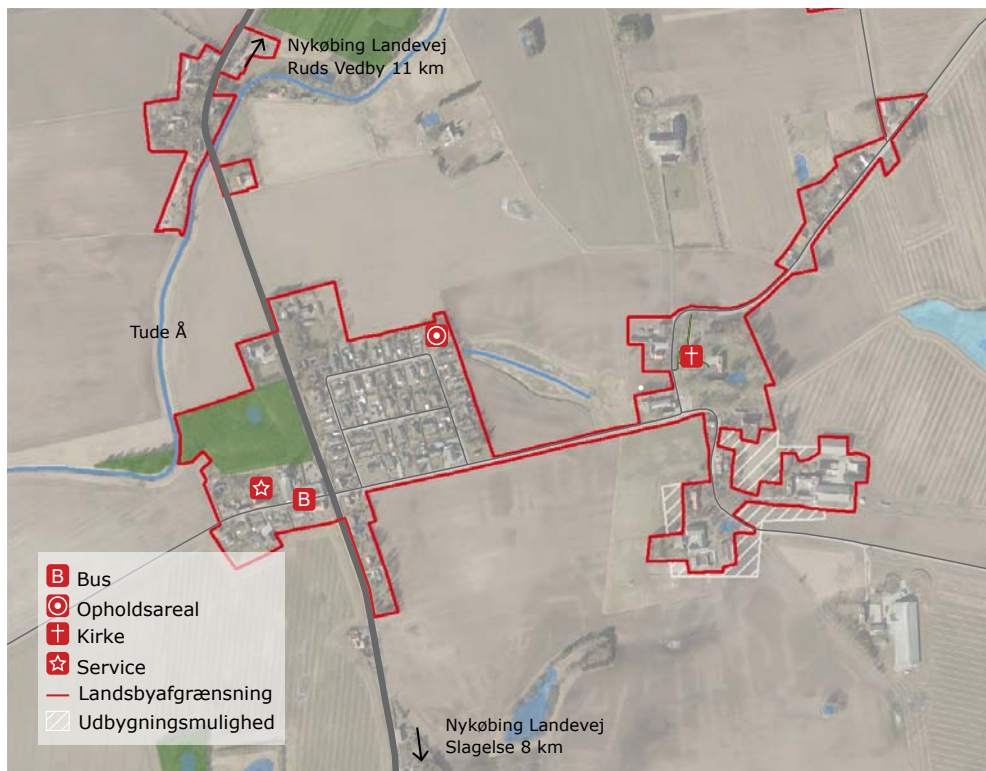 Nykøbing Landevej
Ruds Vedby 11 km
Tude Å
B
B Bus
Opholdsareal
Kirke
Service
Landsbyafgrænsning
Udbygningsmulighed
Nykøbing Landevej
Slagelse 8 km